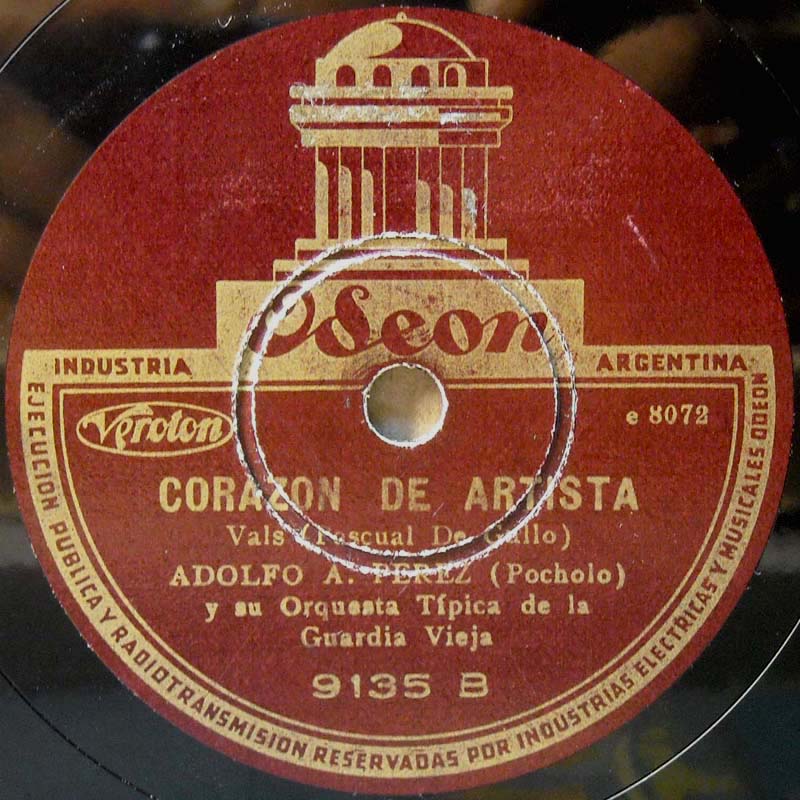 Odeon
INDUSTRIA ARGENTINA
Veroton
e 8072
CORAZON DE ARTISTA
Vals (Pascual De Gullo)
ADOLFO A. PEREZ (Pocholo)
y su Orquesta Típica de la
Guardia Vieja
9135 B
EJECUCION PUBLICA Y RADIOTRANSMISION RESERVADAS POR INDUSTRIAS ELECTRICAS Y MUSICALES ODEON